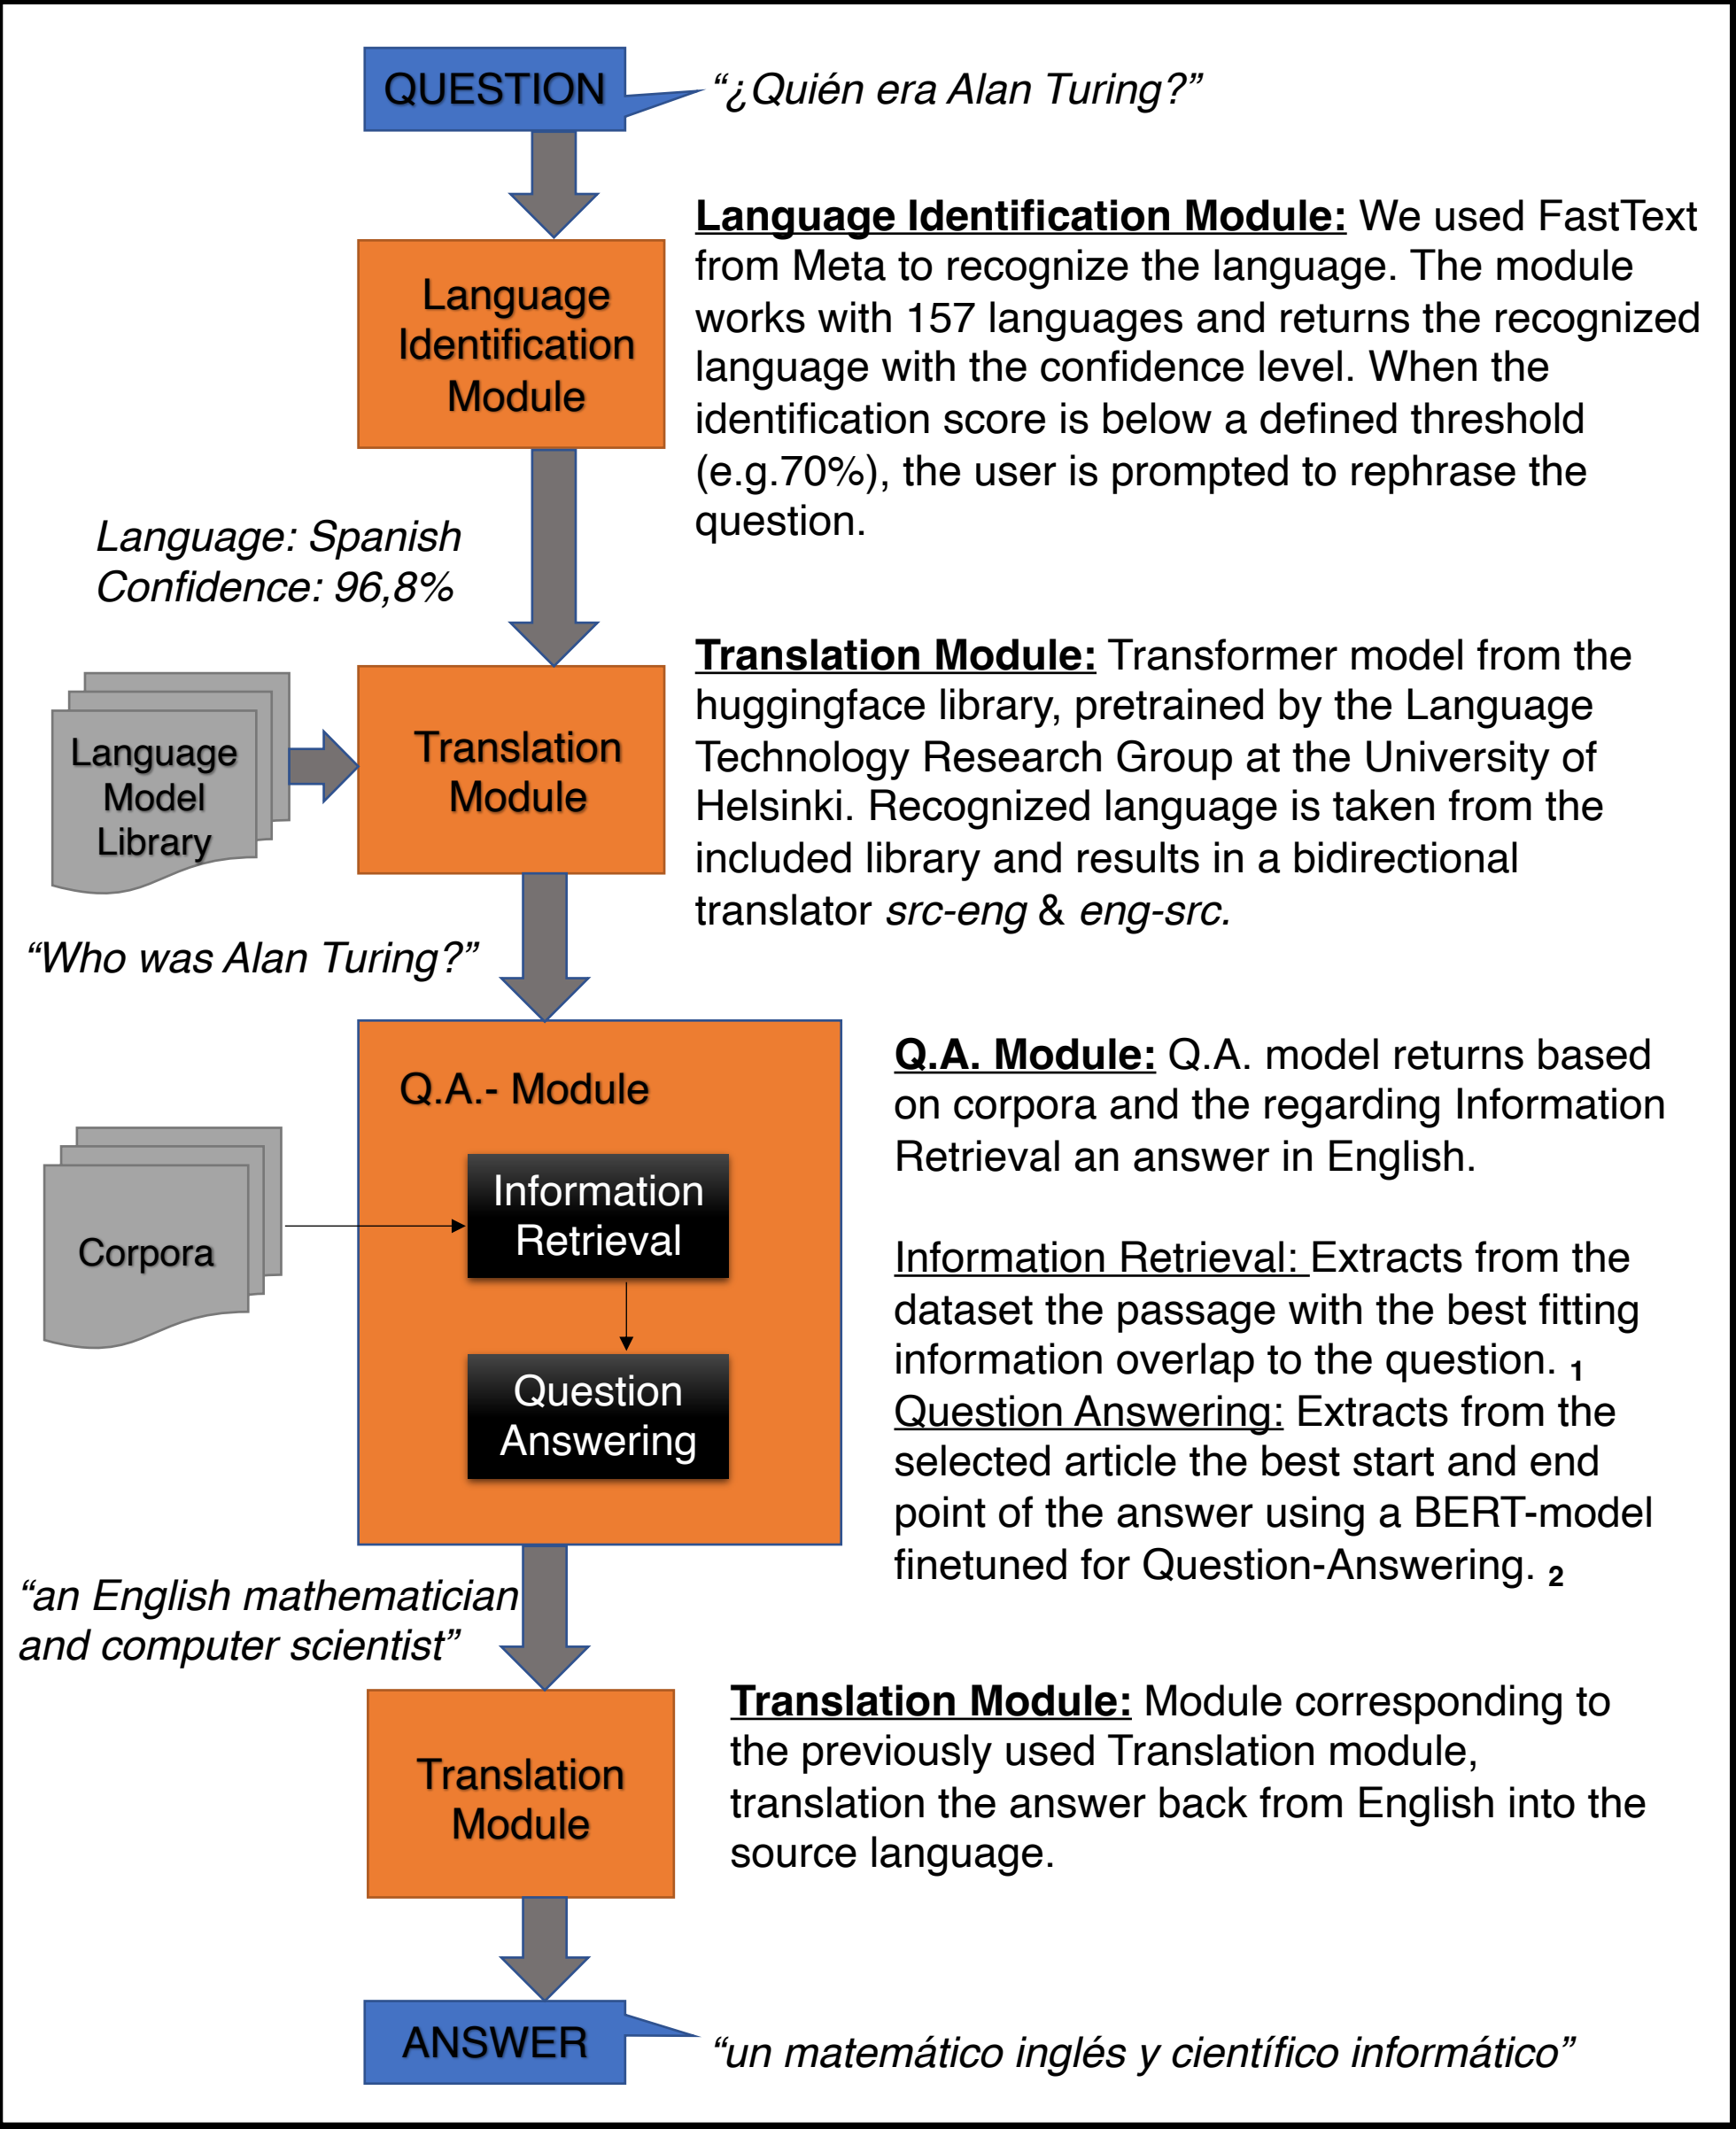 QUESTION
“¿Quién era Alan Turing?”
Language
Identification
Module
Language Identification Module: We used FastText
from Meta to recognize the language. The module
works with 157 languages and returns the recognized
language with the confidence level. When the
identification score is below a defined threshold
(e.g.70%), the user is prompted to rephrase the
question.
Language: Spanish
Confidence: 96,8%
Language
Model
Library
Translation
Module
Translation Module: Transformer model from the
huggingface library, pretrained by the Language
Technology Research Group at the University of
Helsinki. Recognized language is taken from the
included library and results in a bidirectional
translator src-eng & eng-src.
“Who was Alan Turing?”
Q.A.- Module
Corpora
Information
Retrieval
Question
Answering
Q.A. Module: Q.A. model returns based
on corpora and the regarding Information
Retrieval an answer in English.
Information Retrieval: Extracts from the
dataset the passage with the best fitting
information overlap to the question. 1
Question Answering: Extracts from the
selected article the best start and end
point of the answer using a BERT-model
finetuned for Question-Answering. 2
“an English mathematician
and computer scientist”
Translation
Module
Translation Module: Module corresponding to
the previously used Translation module,
translation the answer back from English into the
source language.
ANSWER
“un matemático inglés y científico informático”